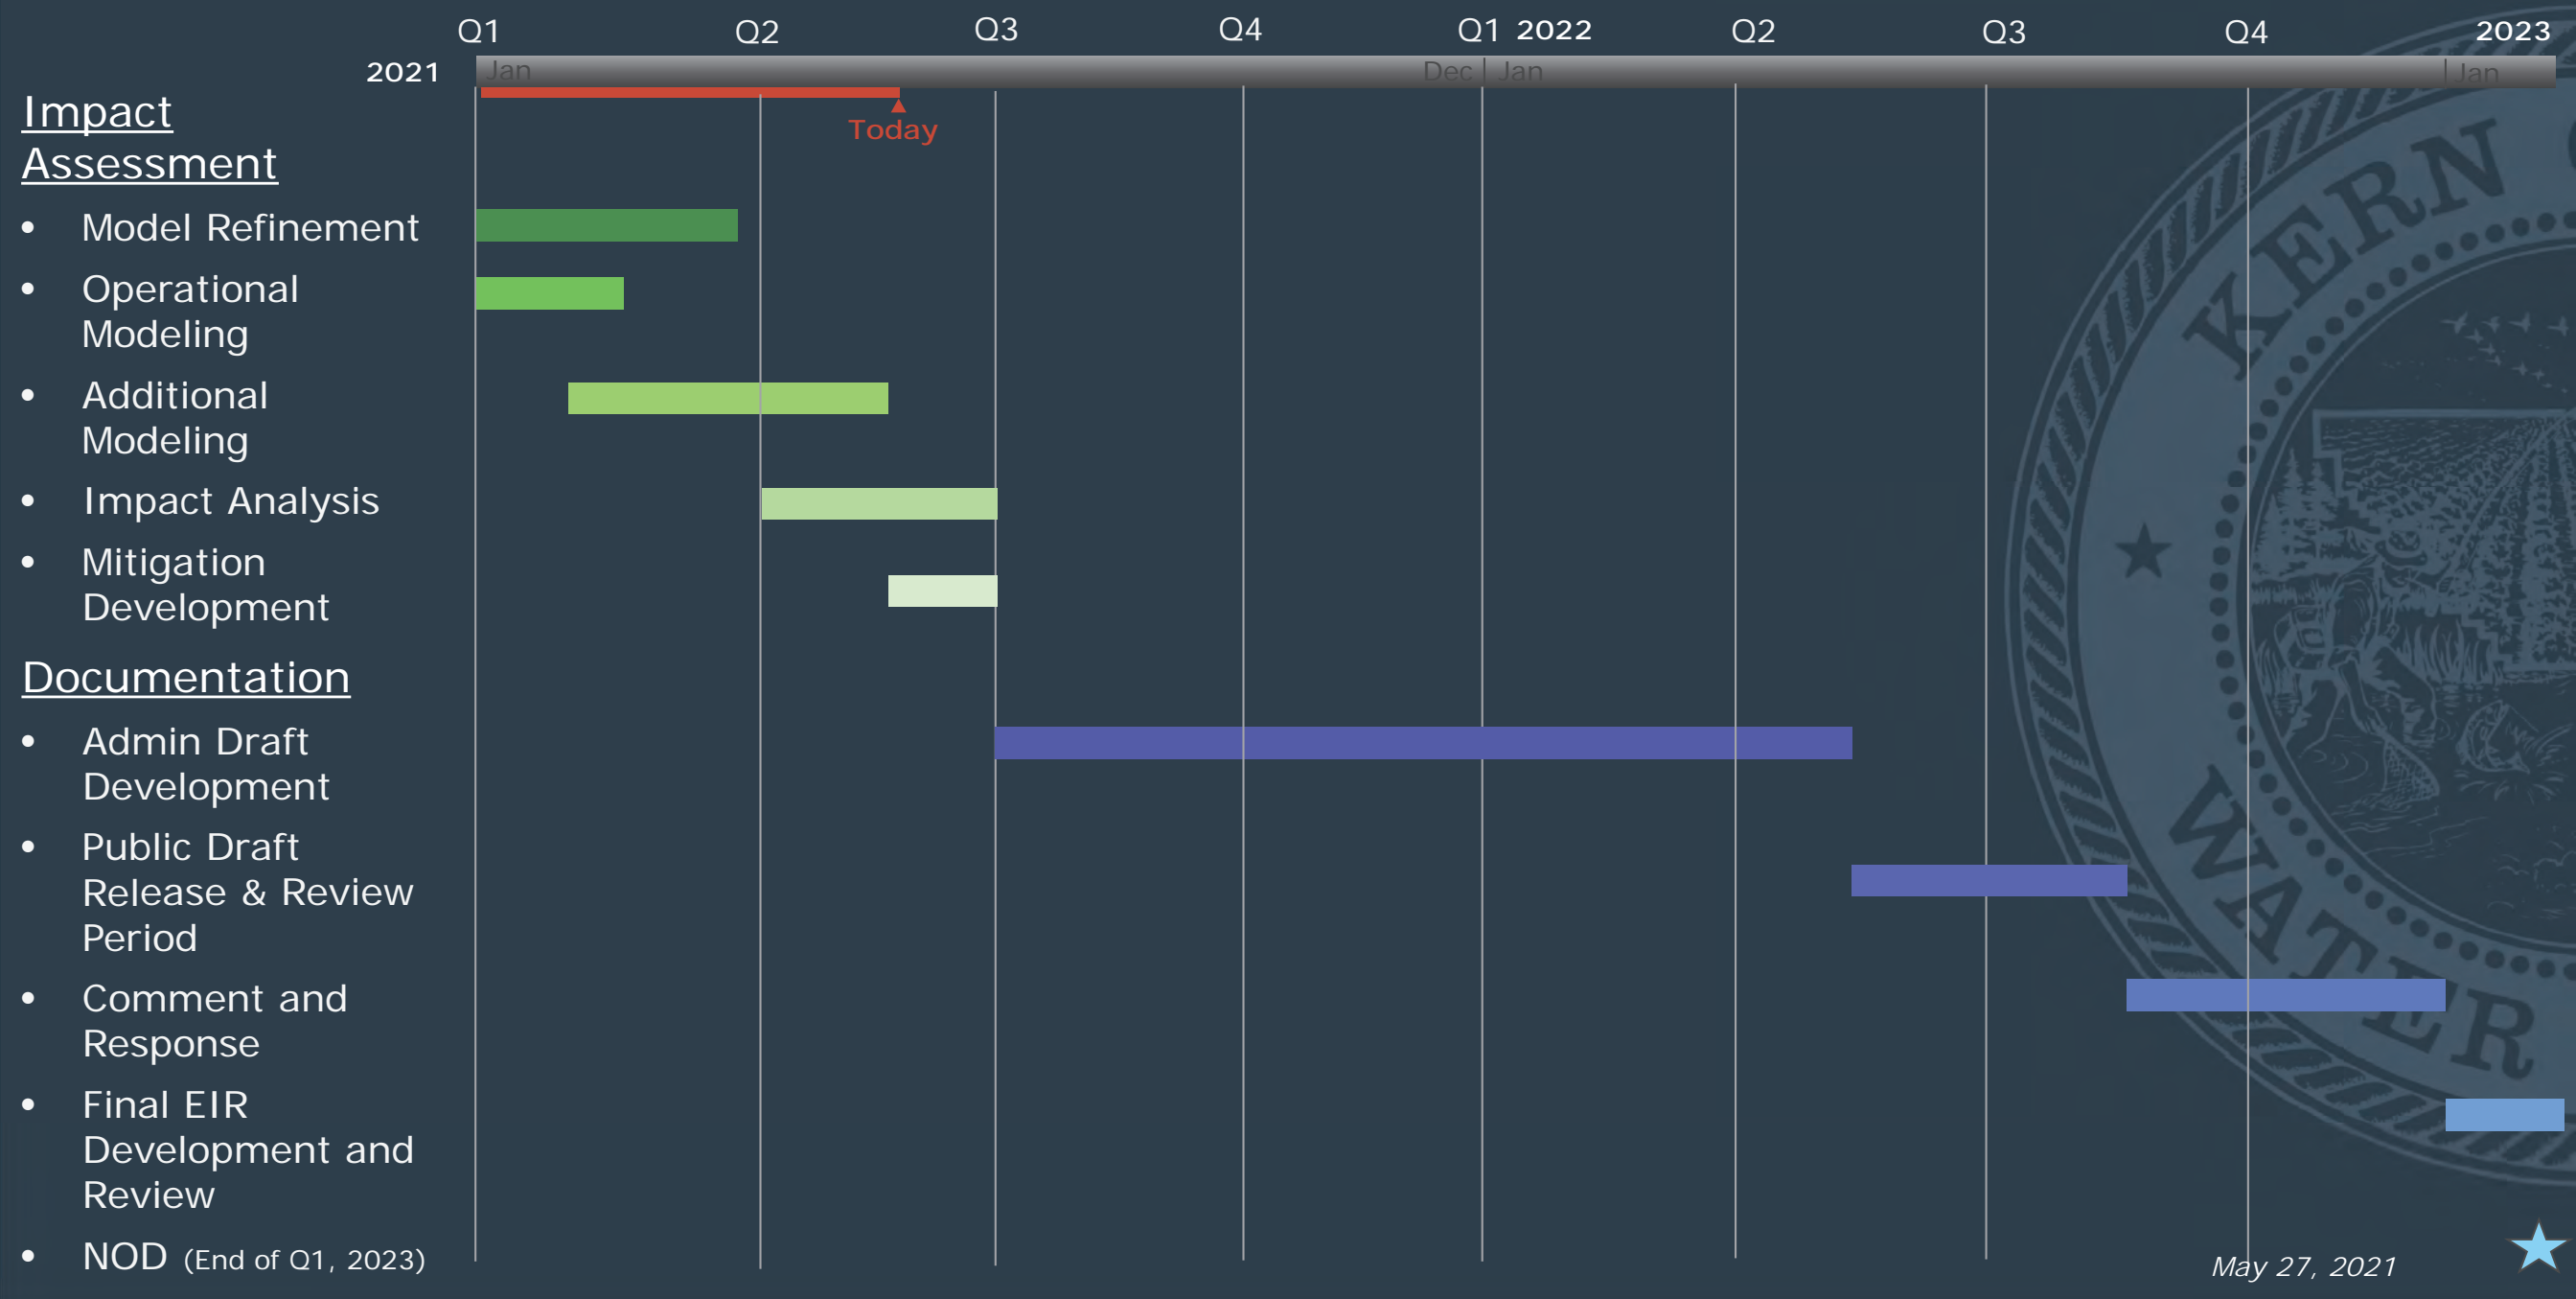 Q1 Q2 Q3 Q4 Q1 2022 Q2 Q3 Q4 2023
2021 Jan Dec Jan Jan
Today
Impact
Assessment
• Model Refinement
• Operational
Modeling
• Additional
Modeling
• Impact Analysis
• Mitigation
Development
Documentation
• Admin Draft
Development
• Public Draft
Release & Review
Period
• Comment and
Response
• Final EIR
Development and
Review
• NOD (End of Q1, 2023)
May 27, 2021
KERN
WATER